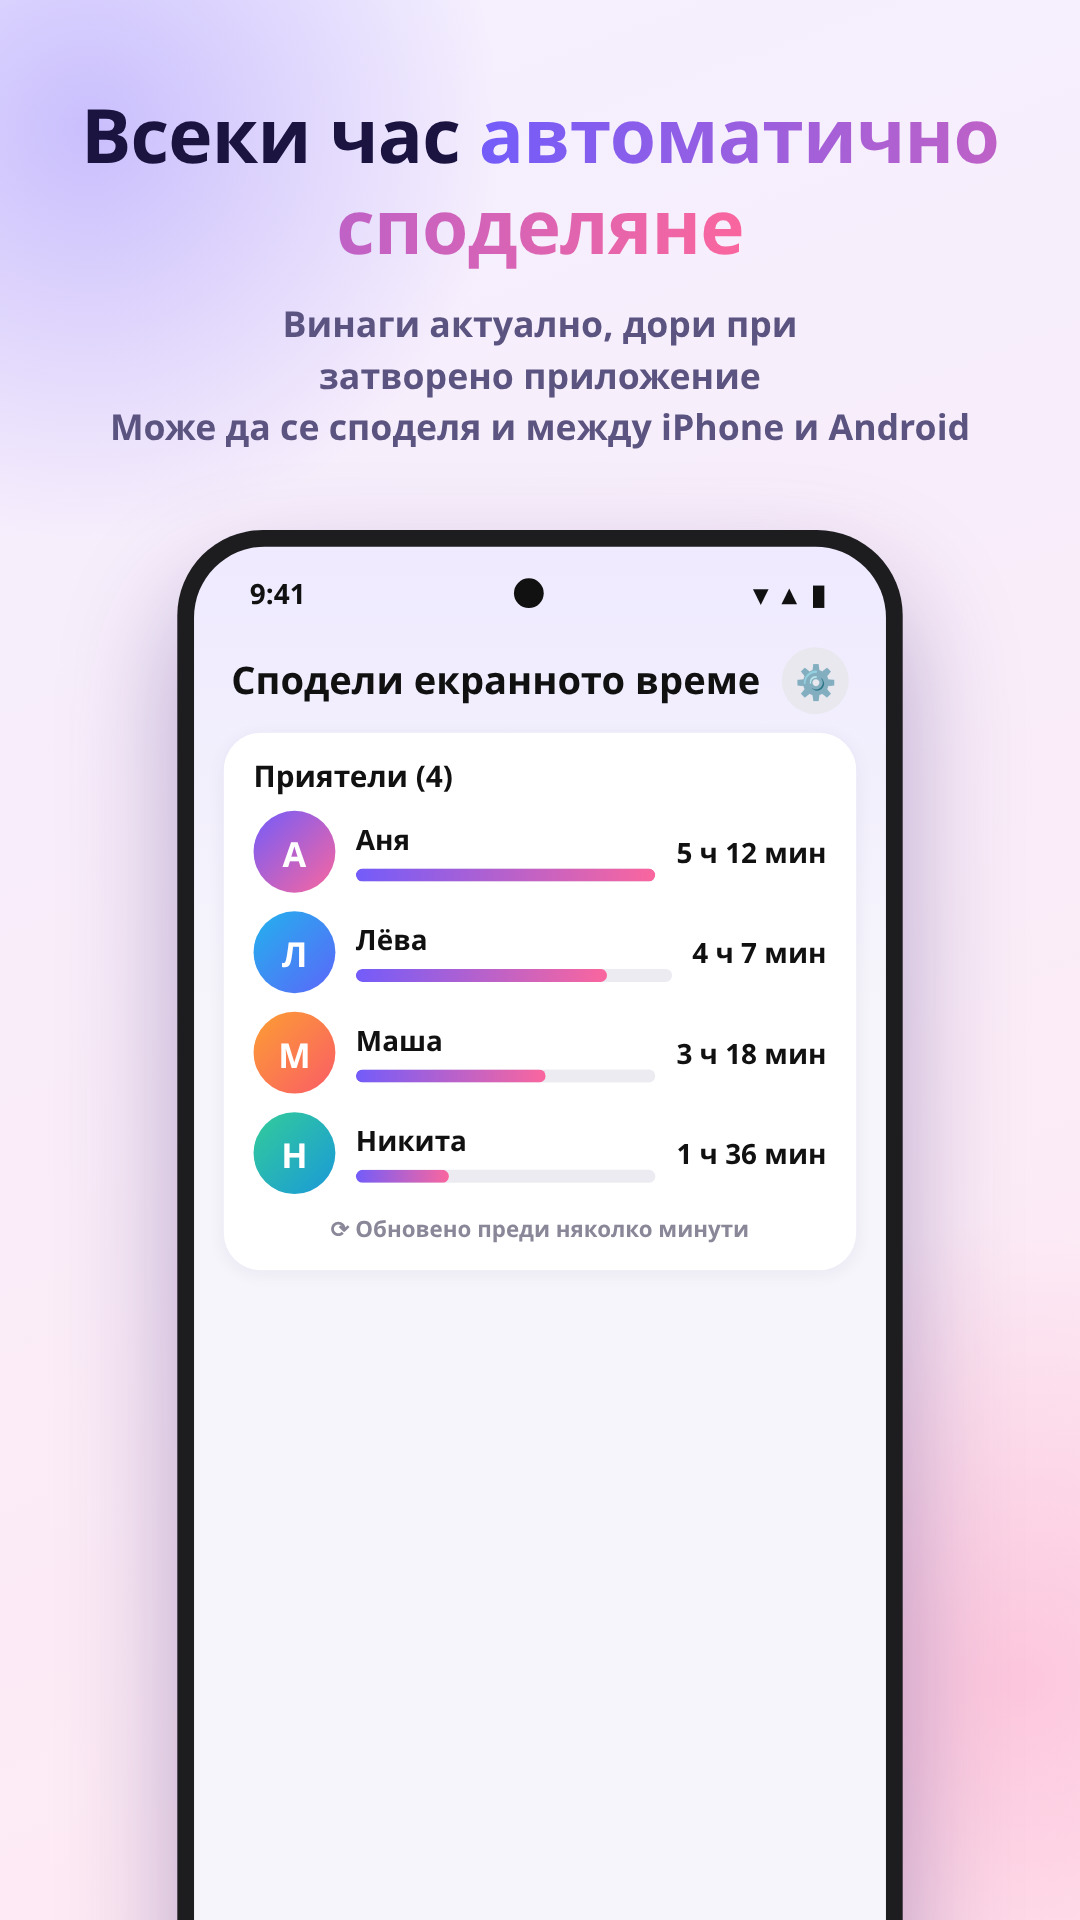 Всеки час автоматично
споделяне
Винаги актуално, дори при
затворено приложение
Може да се споделя и между iPhone и Android
9:41
Сподели екранното време
Приятели (4)
А
Аня
5 ч 12 мин
Л
Лёва
4 ч 7 мин
М
Маша
3 ч 18 мин
Н
Никита
1 ч 36 мин
⟳ Обновено преди няколко минути